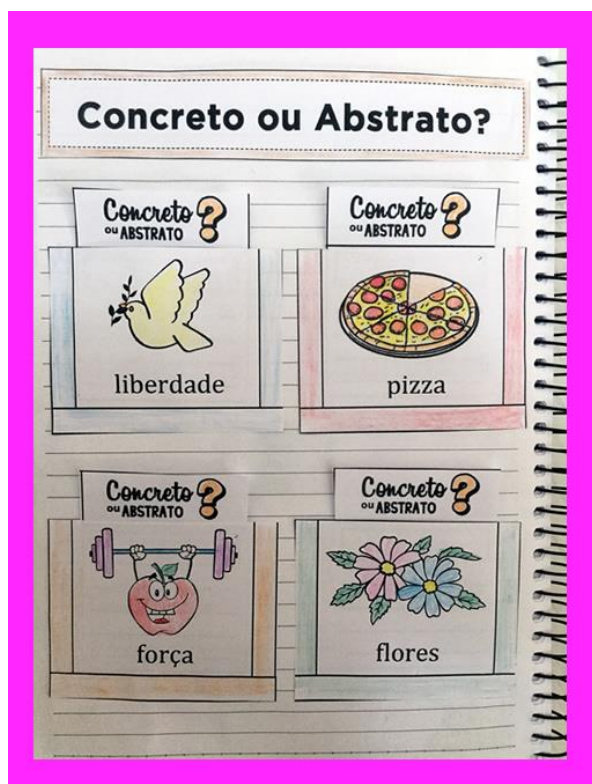 Concreto ou Abstrato?
Concreto ?
ou ABSTRATO
Concreto ?
ou ABSTRATO
liberdade
pizza
Concreto ?
ou ABSTRATO
Concreto ?
ou ABSTRATO
força
flores